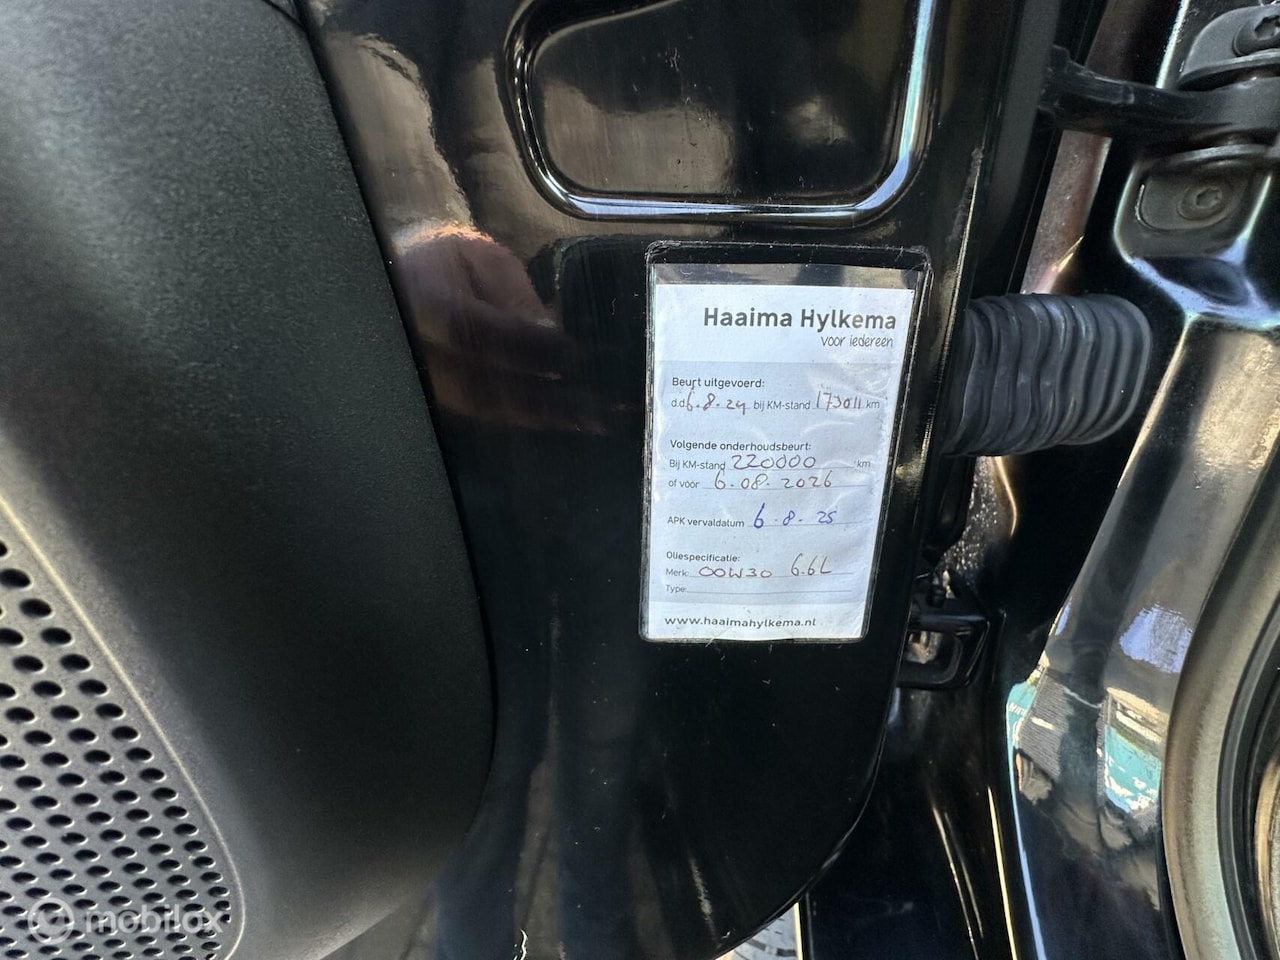 Haaima Hylkema
voor iedereen
Beurt uitgevoerd:
d.d. 6.8.24 bij KM-stand 173011 km
Volgende onderhoudsbeurt:
Bij KM-stand 220000 km
of vóór 6.08.2026
APK vervaldatum 6.8.25
Oliespecificatie:
Merk: 00W30 6.6L
Type:
www.haaimahylkema.nl
mobilox